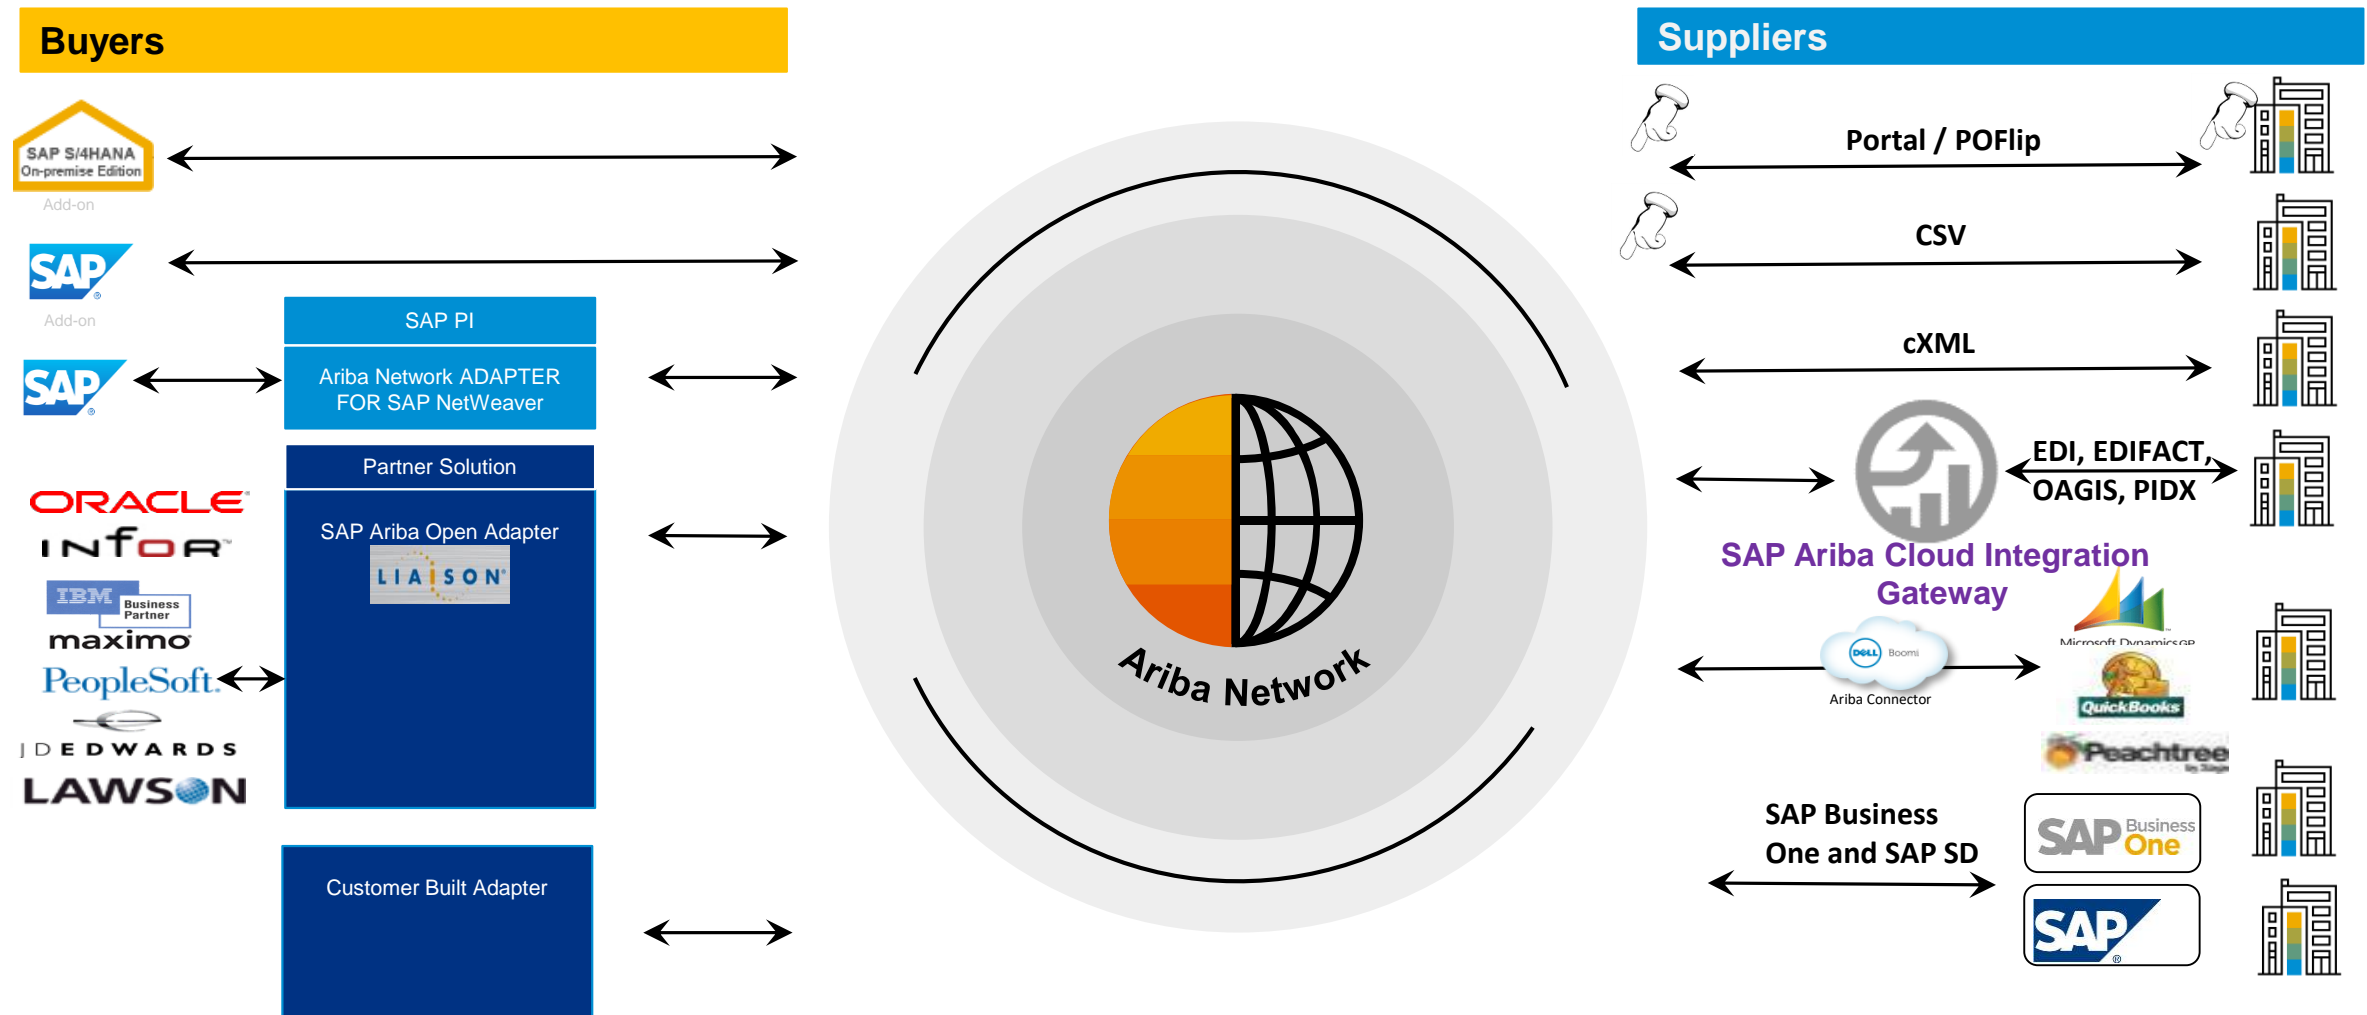 Buyers
SAP S/4HANA
On-premise Edition
Add-on
SAP
®
Add-on
SAP
®
SAP PI
Ariba Network ADAPTER
FOR SAP NetWeaver
Partner Solution
SAP Ariba Open Adapter
LIAISON
ORACLE
infor
IBM
Business
Partner
maximo
PeopleSoft.
JDEDWARDS
LAWSON
Customer Built Adapter
Ariba Network
Suppliers
Portal / POFlip
CSV
cXML
EDI, EDIFACT,
OAGIS, PIDX
SAP Ariba Cloud Integration
Gateway
DELL Boomi
Ariba Connector
Microsoft Dynamics GP
QuickBooks
Peachtree
by Sage
SAP Business
One and SAP SD
SAP Business
One
SAP
®